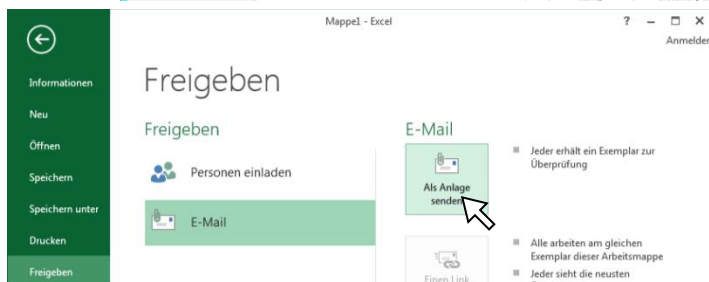 Mappe1 - Excel
?
Anmelden
Informationen
Neu
Öffnen
Speichern
Speichern unter
Drucken
Freigeben
Freigeben
Freigeben
Personen einladen
E-Mail
E-Mail
Als Anlage
senden
Jeder erhält ein Exemplar zur
Überprüfung
Einen Link
Alle arbeiten am gleichen
Exemplar dieser Arbeitsmappe
Jeder sieht die neusten